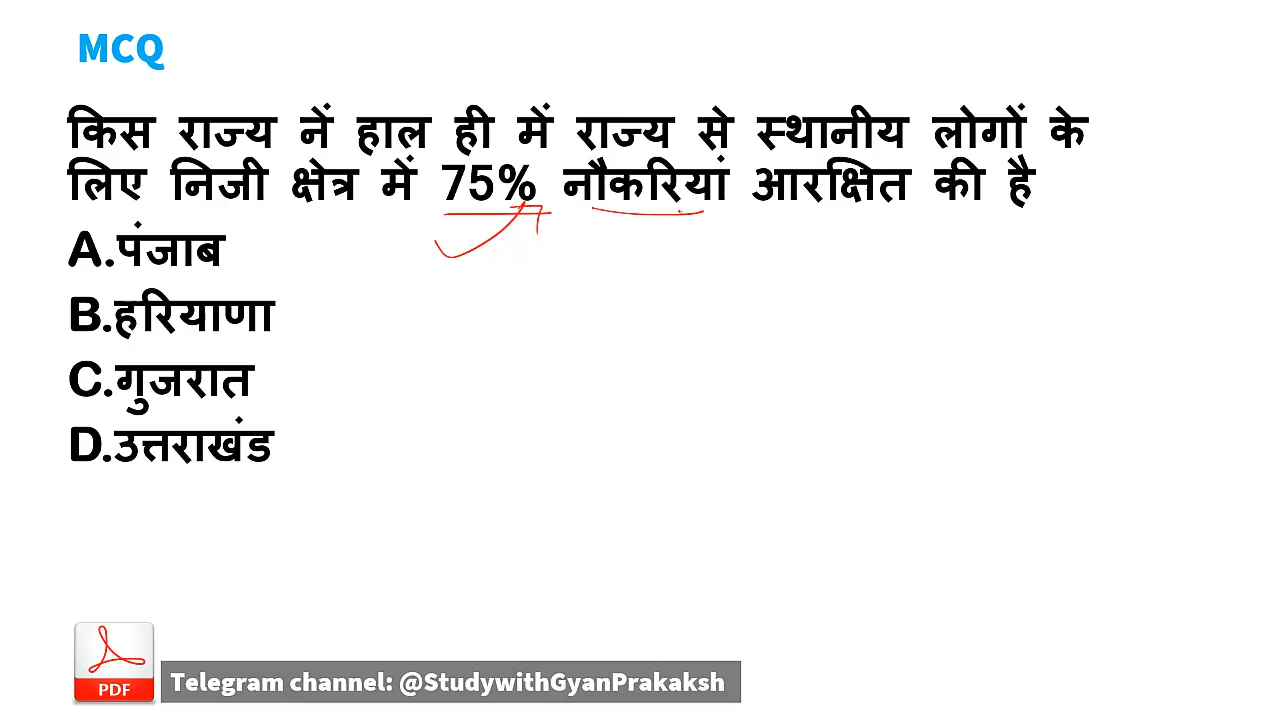 MCQ
किस राज्य नें हाल ही में राज्य से स्थानीय लोगों के
लिए निजी क्षेत्र में 75% नौकरियां आरक्षित की है
A.पंजाब
B.हरियाणा
C.गुजरात
D.उत्तराखंड
PDF
Telegram channel: @StudywithGyanPrakaksh